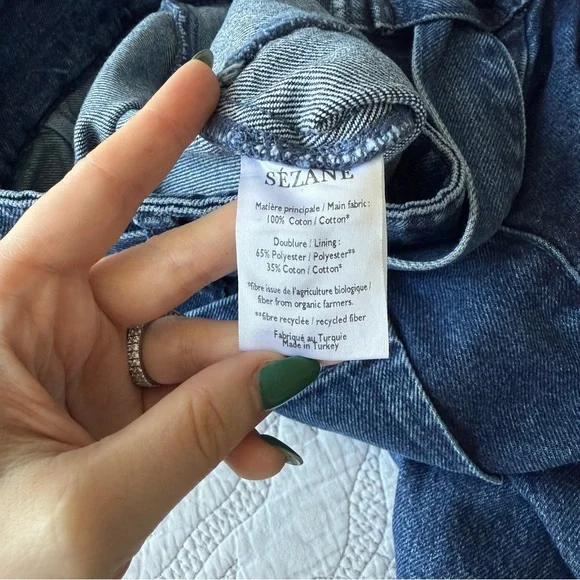 SÉZANE
Matière principale / Main fabric :
100% Coton / Cotton*
Doublure / Lining :
65% Polyester / Polyester**
35% Coton / Cotton*
*fibre issue de l'agriculture biologique /
fiber from organic farmers.
**fibre recyclée / recycled fiber
Fabriqué au Turquie
Made in Turkey